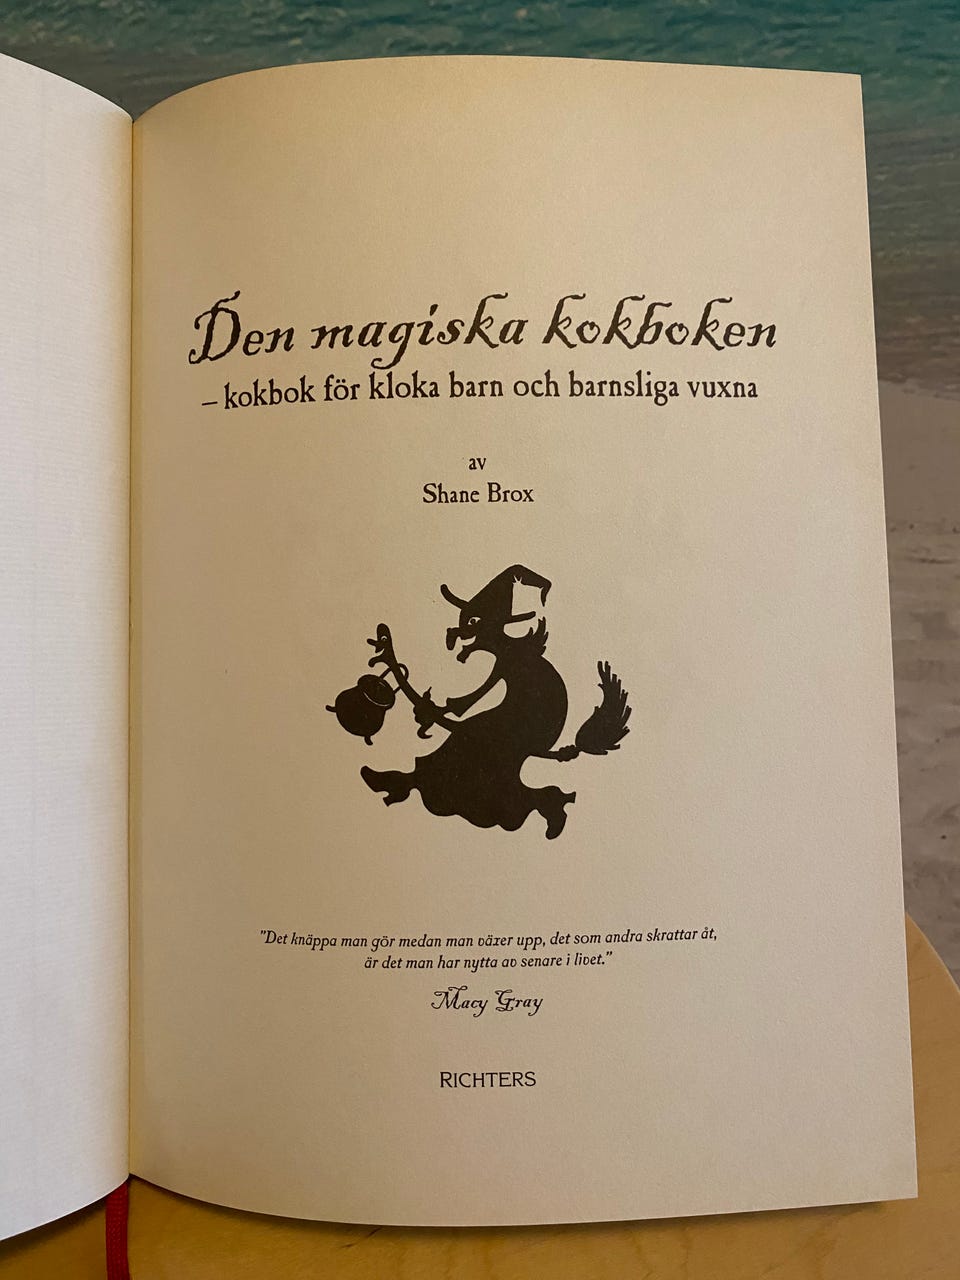 Den magiska kokboken
– kokbok för kloka barn och barnsliga vuxna
av
Shane Brox
"Det knäppa man gör medan man växer upp, det som andra skrattar åt,
är det man har nytta av senare i livet."
Macy Gray
RICHTERS